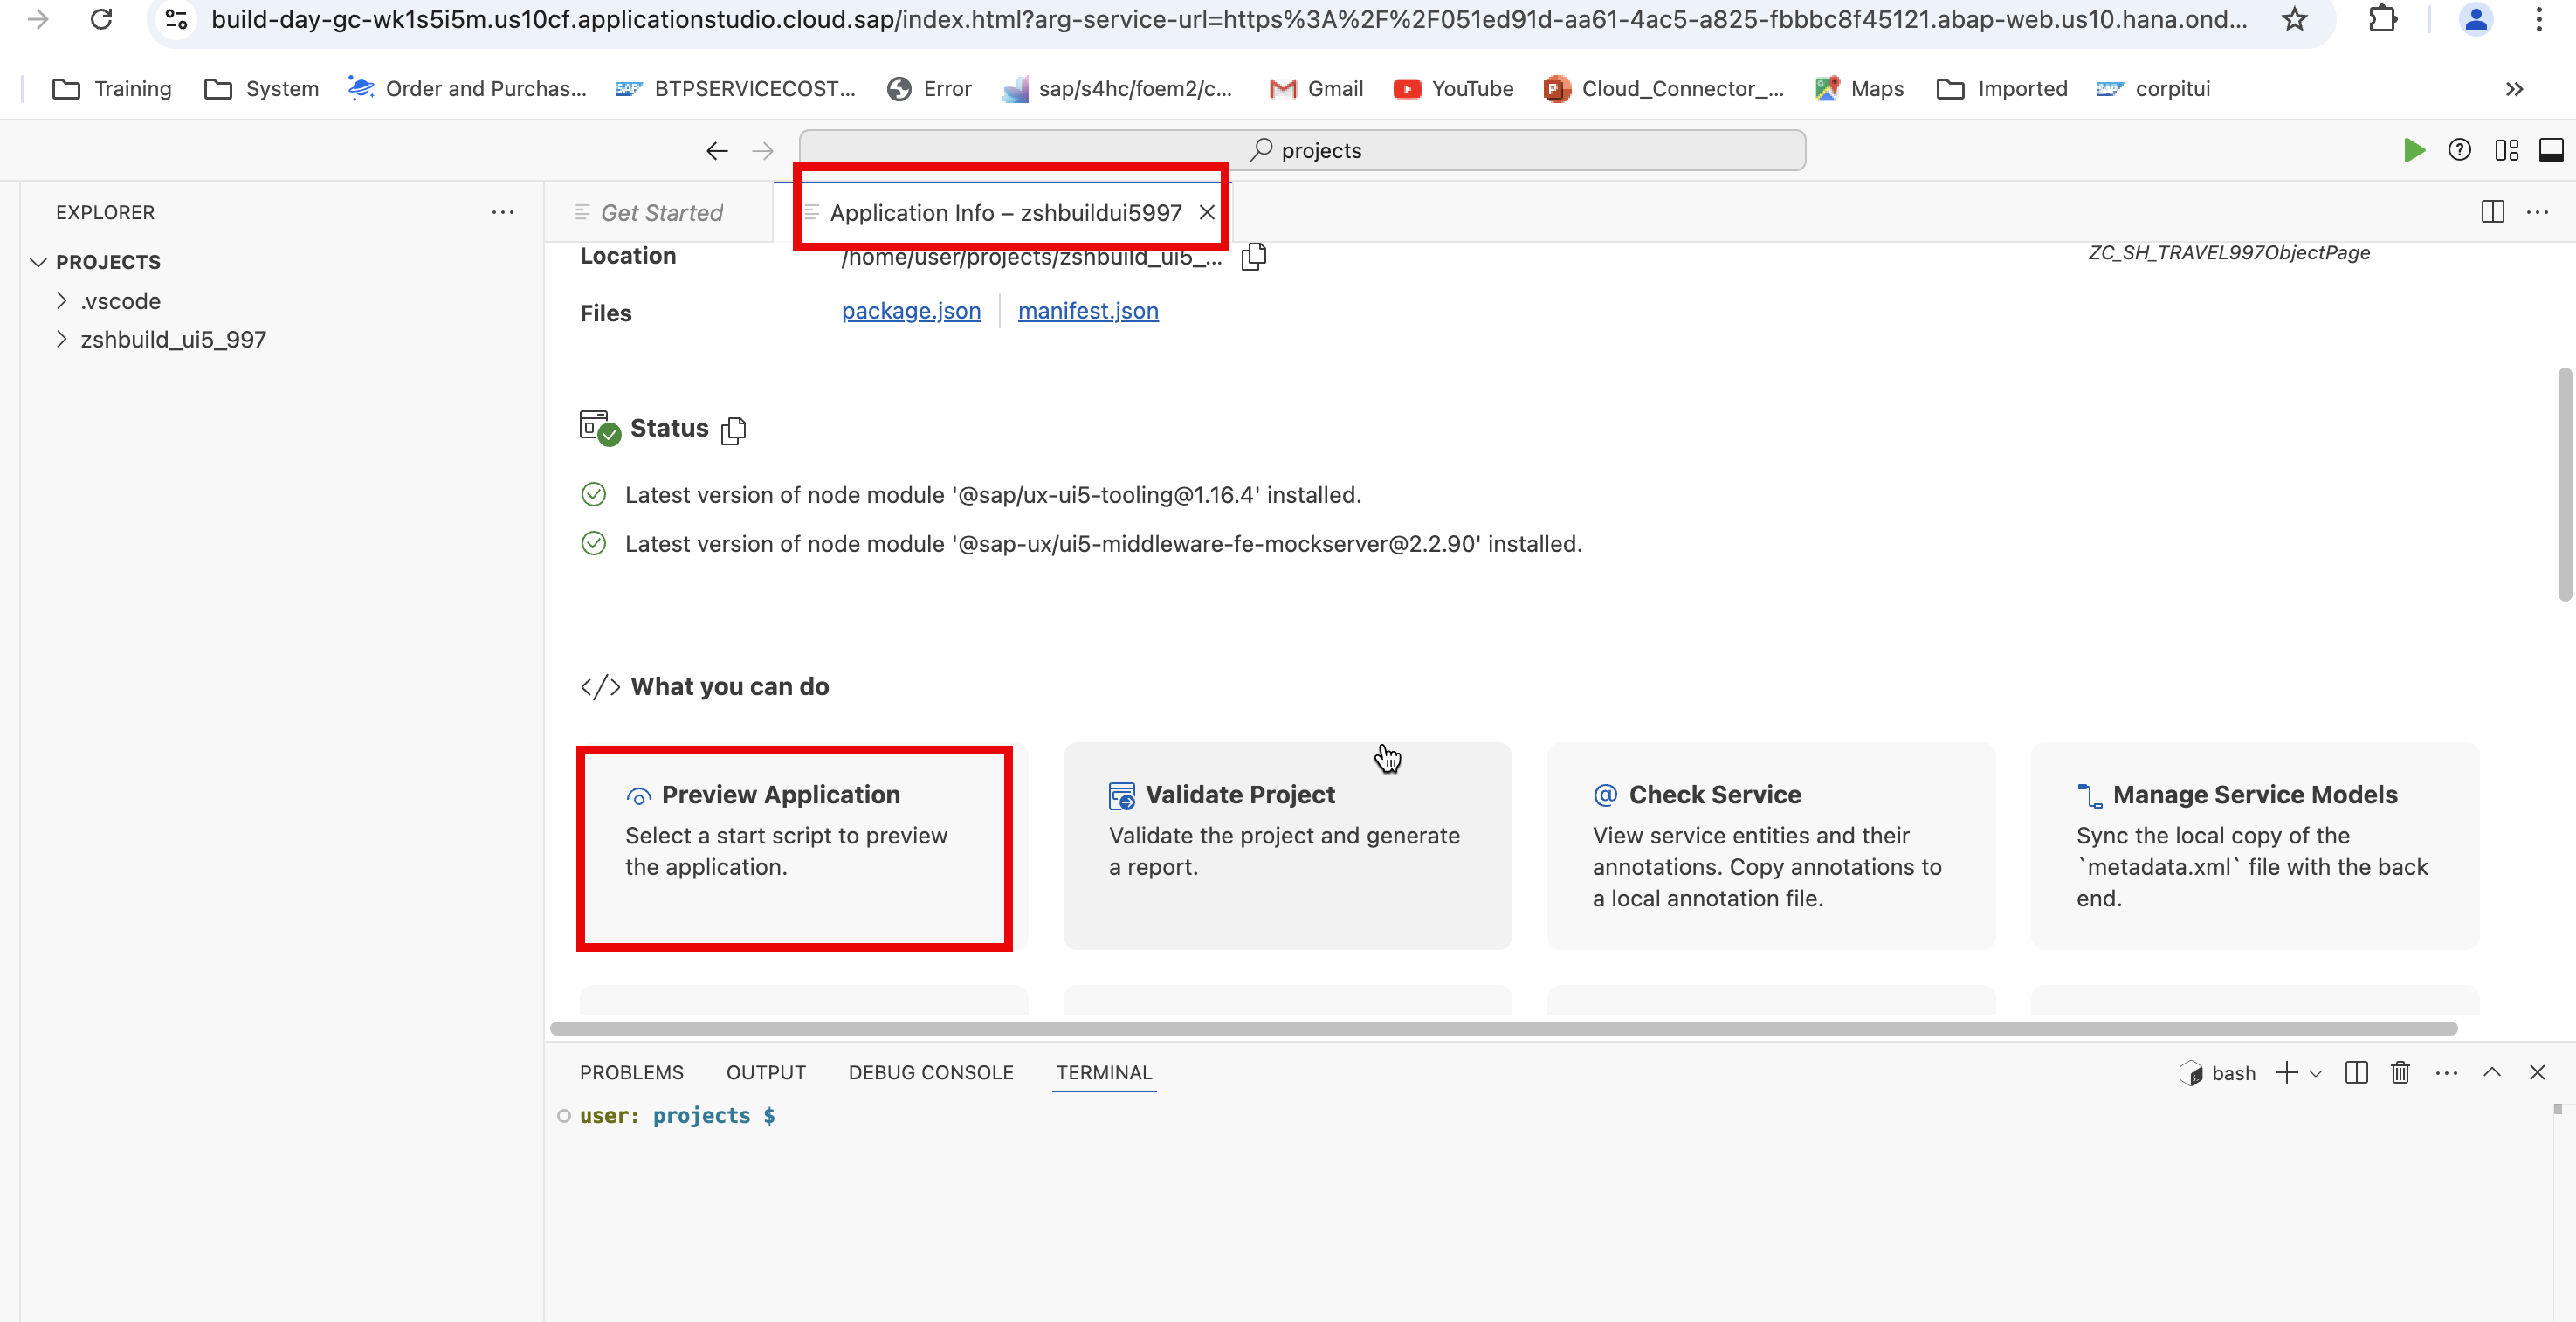 build-day-gc-wk1s5i5m.us10cf.applicationstudio.cloud.sap/index.html?arg-service-url=https%3A%2F%2F051ed91d-aa61-4ac5-a825-fbbbc8f45121.abap-web.us10.hana.ond...
Training System Order and Purchas... BTPSERVICECOST... Error sap/s4hc/foem2/c... Gmail YouTube Cloud_Connector_... Maps Imported corpitui
projects
EXPLORER
PROJECTS
.vscode
zshbuild_ui5_997
Get Started Application Info – zshbuildui5997
Location /home/user/projects/zshbuild_ui5_... ZC_SH_TRAVEL997ObjectPage
Files package.json manifest.json
Status
Latest version of node module '@sap/ux-ui5-tooling@1.16.4' installed.
Latest version of node module '@sap-ux/ui5-middleware-fe-mockserver@2.2.90' installed.
What you can do
Preview Application
Select a start script to preview
the application.
Validate Project
Validate the project and generate
a report.
Check Service
View service entities and their
annotations. Copy annotations to
a local annotation file.
Manage Service Models
Sync the local copy of the
`metadata.xml` file with the back
end.
PROBLEMS OUTPUT DEBUG CONSOLE TERMINAL bash
user: projects $